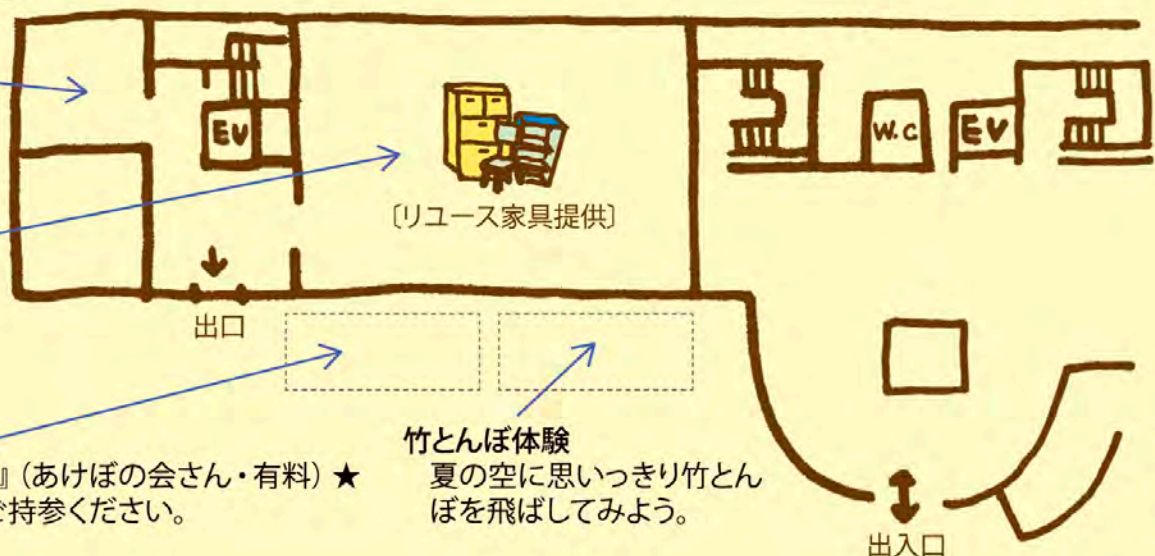 EV
W.C
EV
〔リユース家具提供〕
出口
』(あけぼの会さん・有料)★
ご持参ください。
竹とんぼ体験
夏の空に思いっきり竹とん
ぼを飛ばしてみよう。
出入口